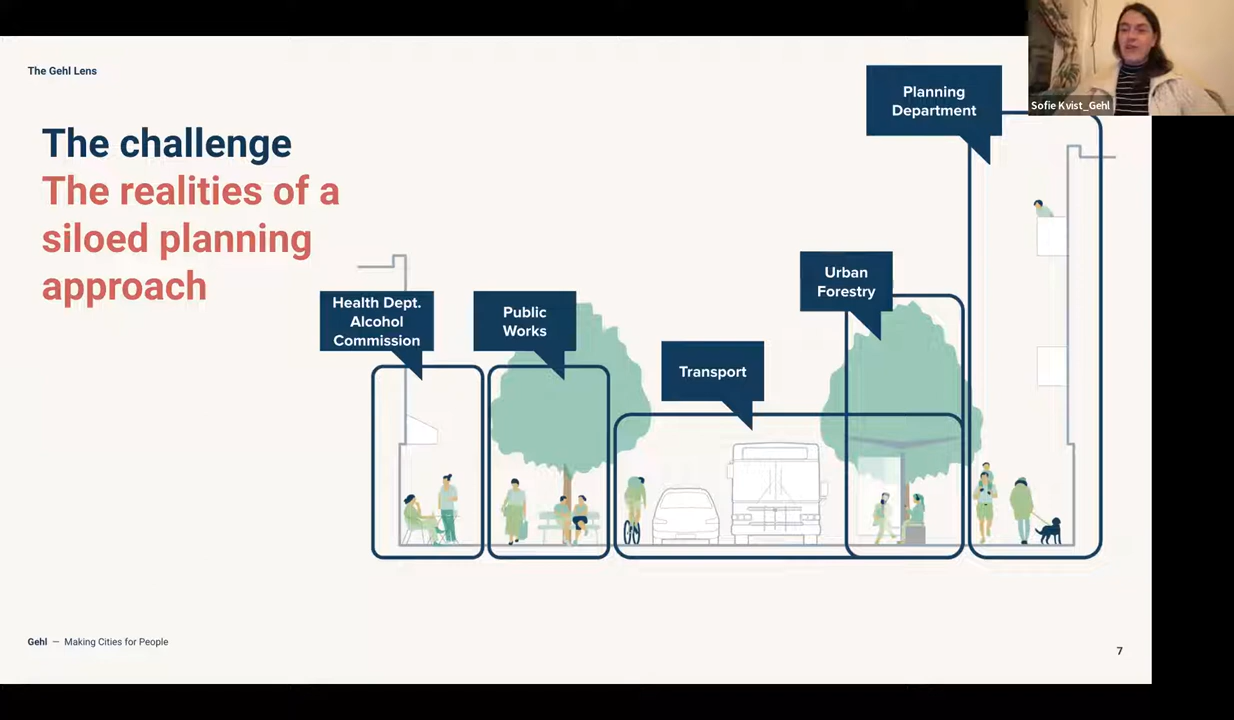 The Gehl Lens
The challenge
The realities of a
siloed planning
approach
Health Dept.
Alcohol
Commission
Public
Works
Transport
Urban
Forestry
Planning
Department
Sofie Kvist_Gehl
Gehl — Making Cities for People
7